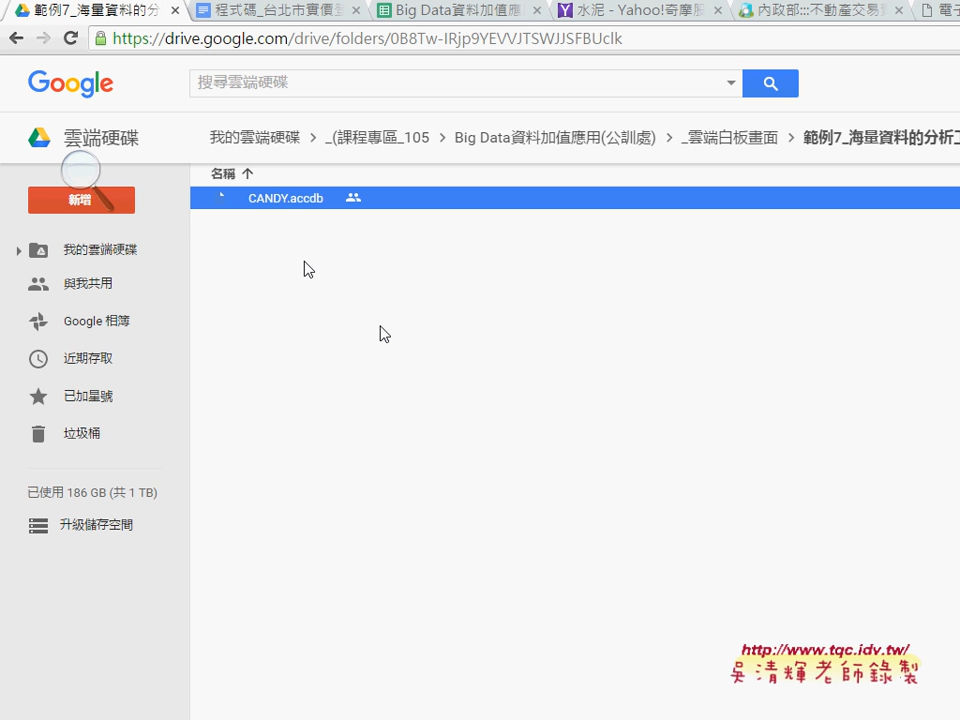 範例7_海量資料的分
程式碼_台北市實價登
Big Data資料加值應
水泥 - Yahoo!奇摩股
內政部:::不動產交易
電子
https://drive.google.com/drive/folders/0B8Tw-IRjp9YEVVJTSWJJSFBUclk
Google
搜尋雲端硬碟
雲端硬碟
我的雲端硬碟 > _(課程專區_105 > Big Data資料加值應用(公訓處) > _雲端白板畫面 > 範例7_海量資料的分析工
名稱
新增
CANDY.accdb
我的雲端硬碟
與我共用
Google 相簿
近期存取
已加星號
垃圾桶
已使用 186 GB (共 1 TB)
升級儲存空間
http://www.tqc.idv.tw/
吳清輝老師錄製